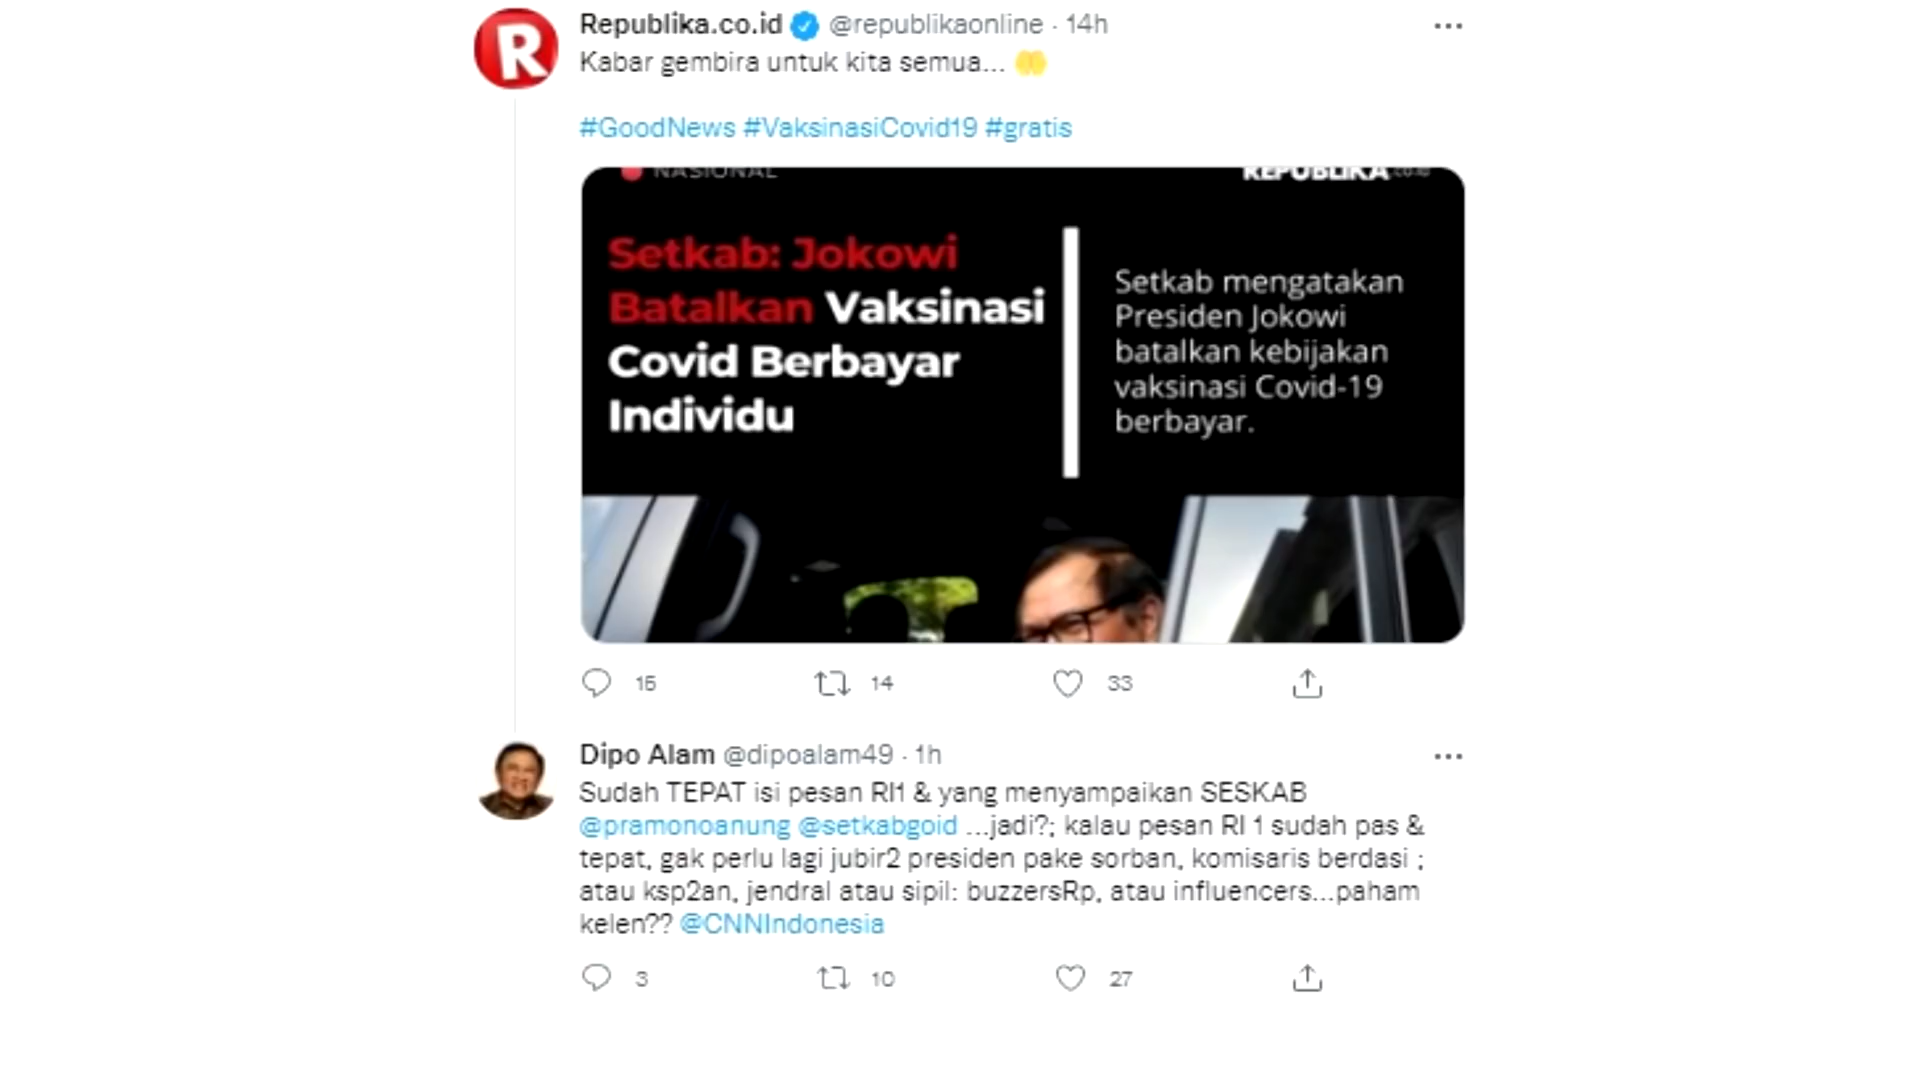 R Republika.co.id @republikaonline · 14h
Kabar gembira untuk kita semua...
#GoodNews #VaksinasiCovid19 #gratis
NASIONAL REPUBLIKA.co.id
Setkab: Jokowi
Batalkan Vaksinasi
Covid Berbayar
Individu
Setkab mengatakan
Presiden Jokowi
batalkan kebijakan
vaksinasi Covid-19
berbayar.
15 14 33
Dipo Alam @dipoalam49 · 1h
Sudah TEPAT isi pesan RI1 & yang menyampaikan SESKAB
@pramonoanung @setkabgoid ...jadi?; kalau pesan RI 1 sudah pas &
tepat, gak perlu lagi jubir2 presiden pake sorban, komisaris berdasi ;
atau ksp2an, jendral atau sipil: buzzersRp, atau influencers...paham
kelen?? @CNNIndonesia
3 10 27